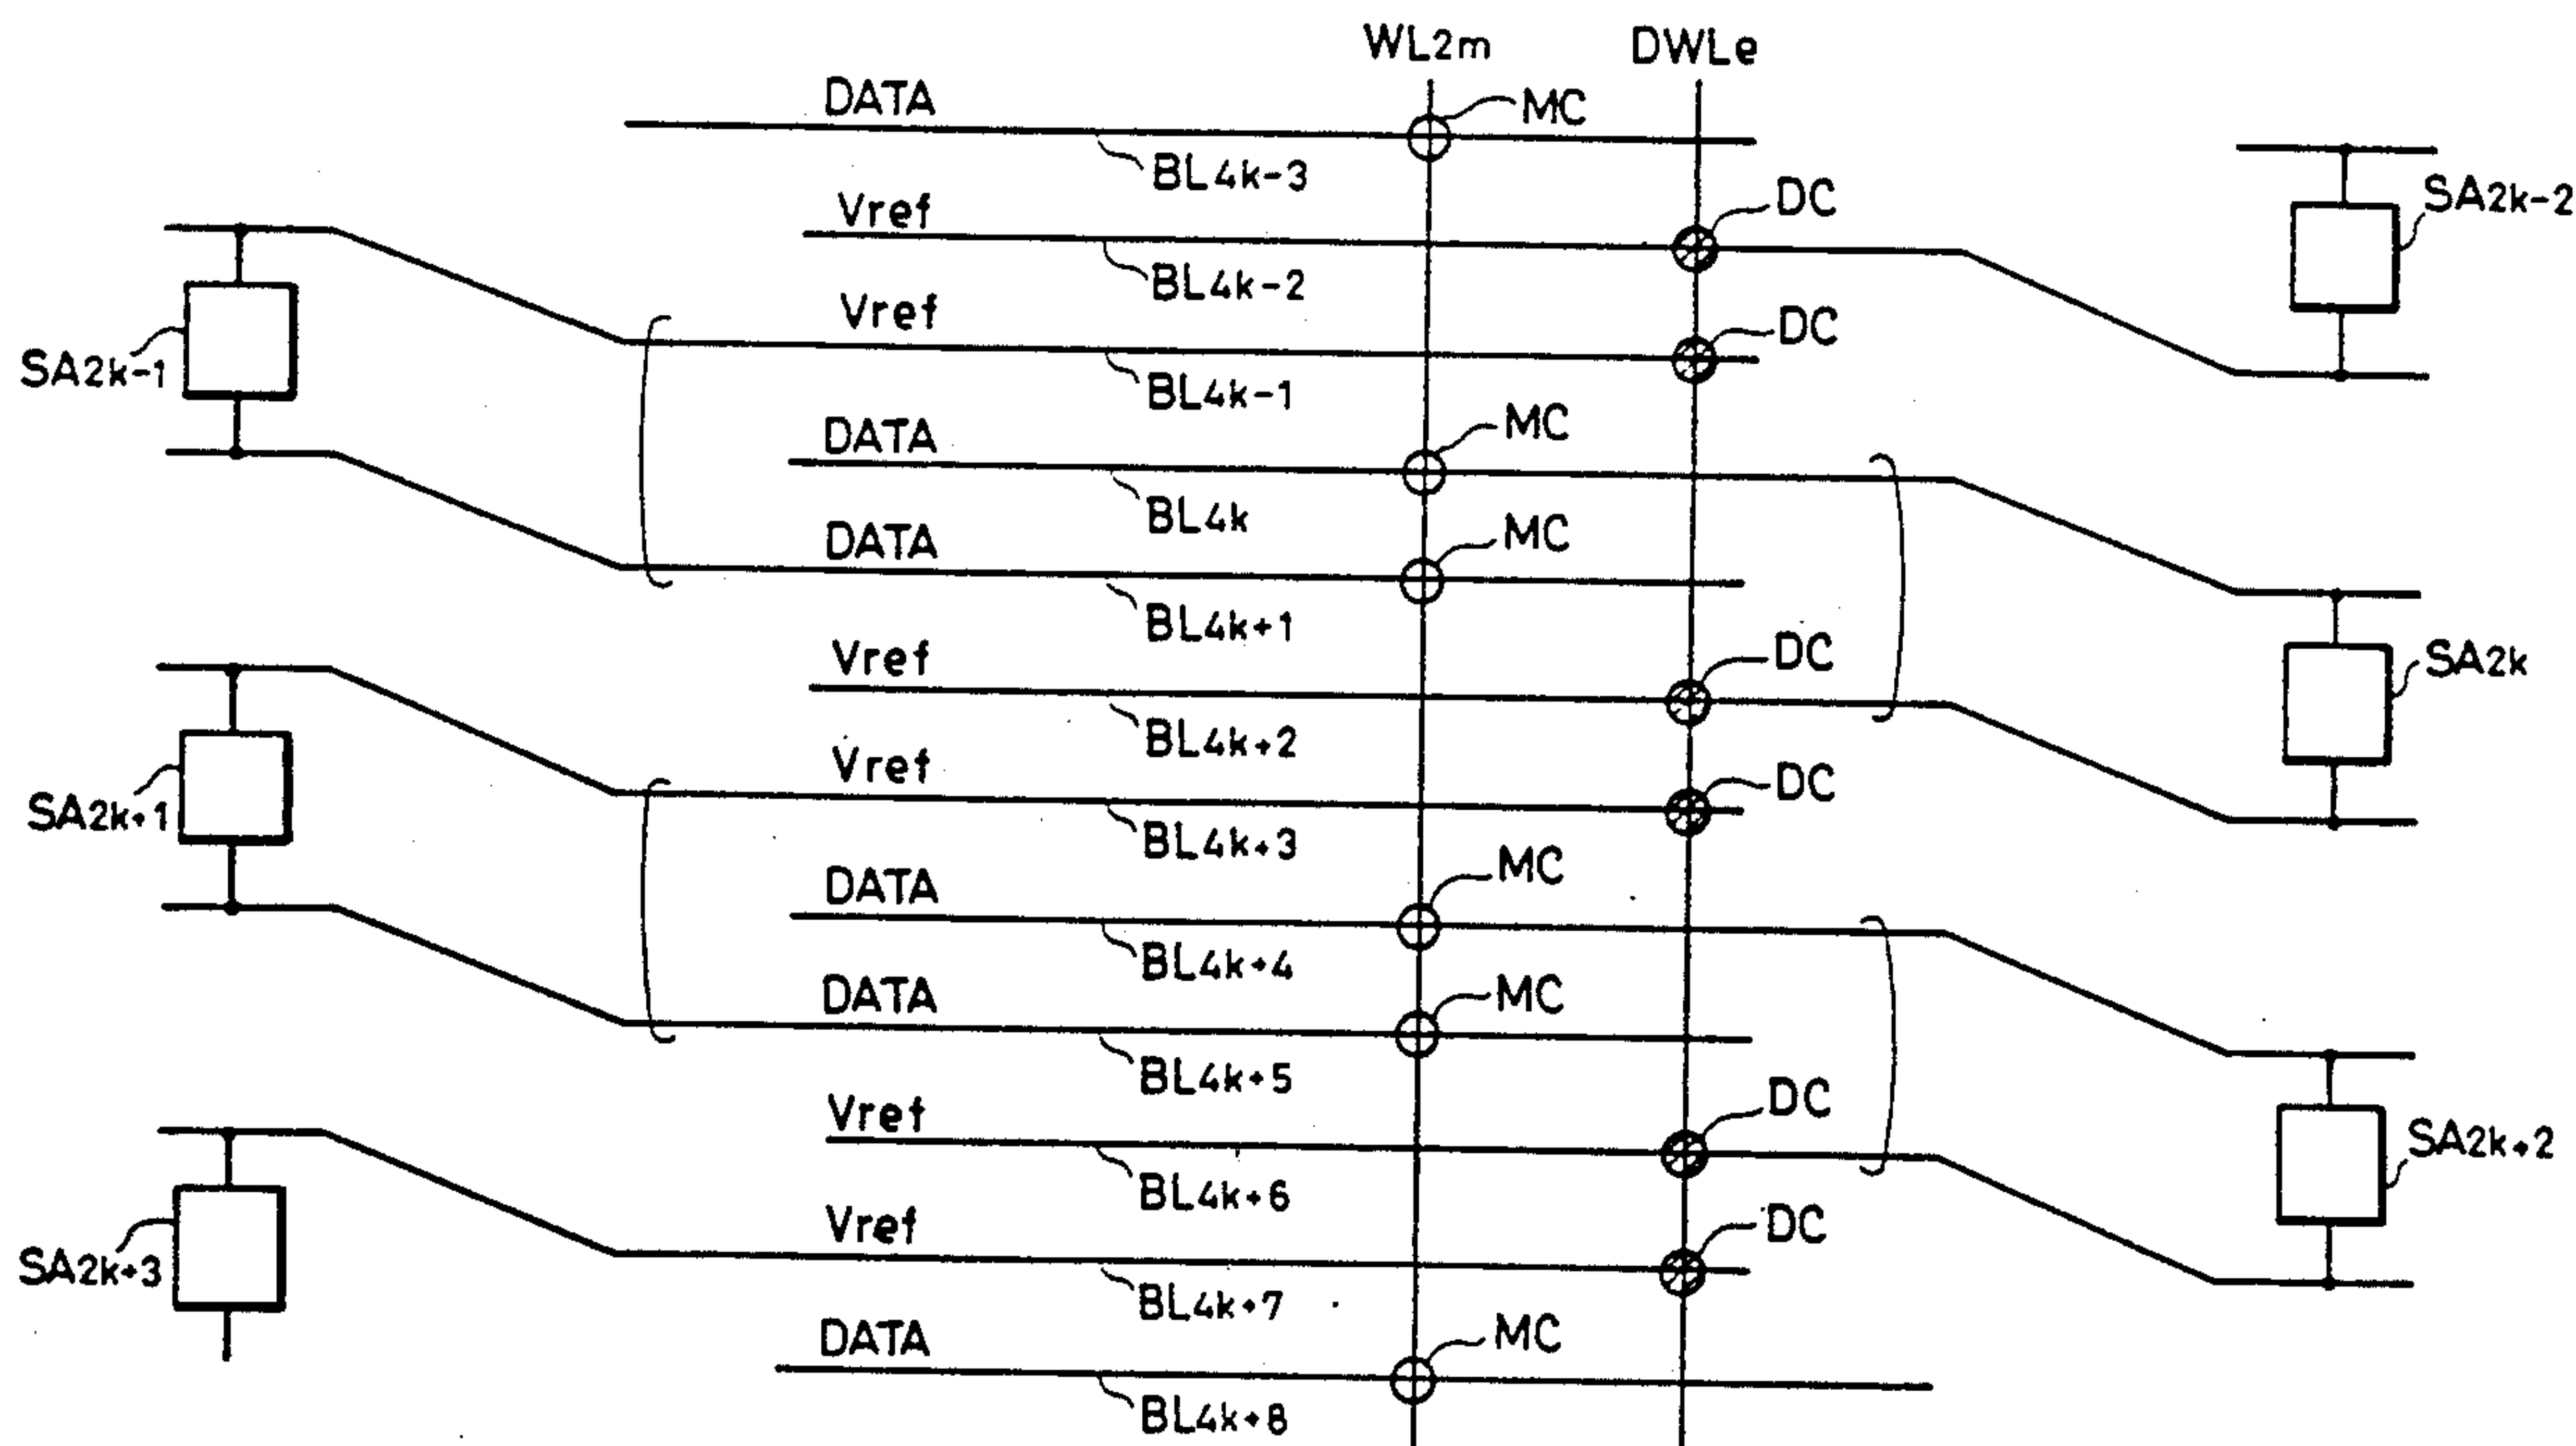 WL2m DWLe
DATA MC
BL4k-3
SA2k-2
Vref DC
BL4k-2
Vref DC
SA2k-1
BL4k-1
DATA MC
BL4k
DATA MC
BL4k+1
Vref DC
SA2k
BL4k+2
Vref DC
SA2k+1
BL4k+3
DATA MC
BL4k+4
DATA MC
BL4k+5
Vref DC
SA2k+2
BL4k+6
Vref DC
SA2k+3
BL4k+7
DATA MC
BL4k+8